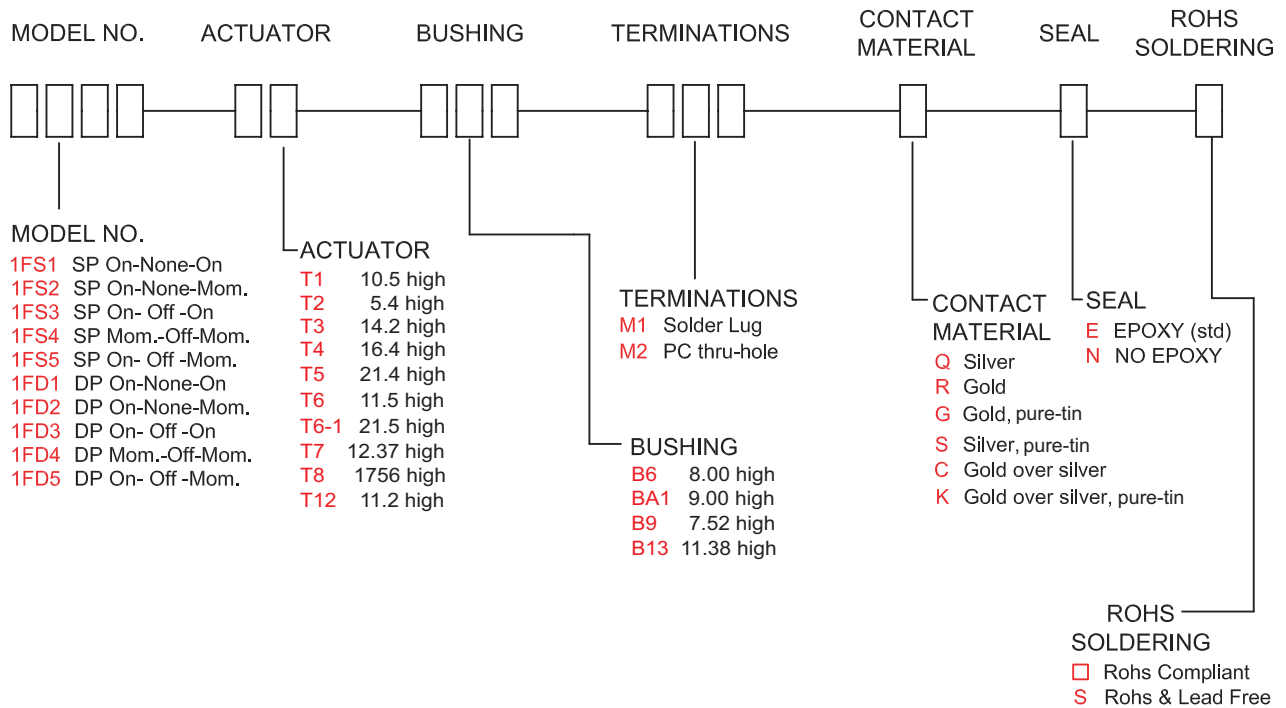 MODEL NO.
ACTUATOR
BUSHING
TERMINATIONS
CONTACT
MATERIAL
SEAL
ROHS
SOLDERING
MODEL NO.
1FS1 SP On-None-On
1FS2 SP On-None-Mom.
1FS3 SP On- Off -On
1FS4 SP Mom.-Off-Mom.
1FS5 SP On- Off -Mom.
1FD1 DP On-None-On
1FD2 DP On-None-Mom.
1FD3 DP On- Off -On
1FD4 DP Mom.-Off-Mom.
1FD5 DP On- Off -Mom.
ACTUATOR
T1 10.5 high
T2 5.4 high
T3 14.2 high
T4 16.4 high
T5 21.4 high
T6 11.5 high
T6-1 21.5 high
T7 12.37 high
T8 1756 high
T12 11.2 high
TERMINATIONS
M1 Solder Lug
M2 PC thru-hole
BUSHING
B6 8.00 high
BA1 9.00 high
B9 7.52 high
B13 11.38 high
CONTACT
MATERIAL
Q Silver
R Gold
G Gold, pure-tin
S Silver, pure-tin
C Gold over silver
K Gold over silver, pure-tin
SEAL
E EPOXY (std)
N NO EPOXY
ROHS
SOLDERING
Rohs Compliant
S Rohs & Lead Free